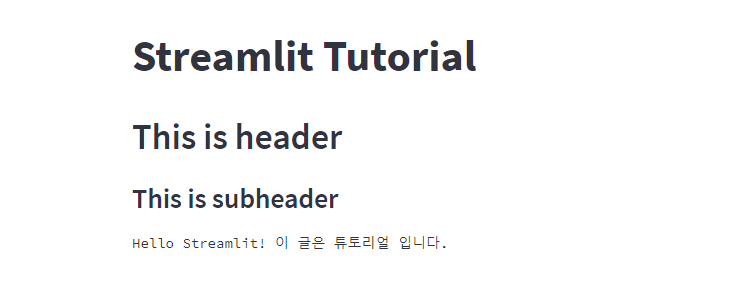 Streamlit Tutorial
This is header
This is subheader
Hello Streamlit! 이 글은 튜토리얼 입니다.